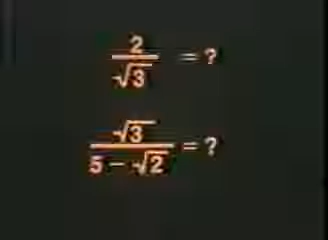 2/√3 = ?
√3/(5 − √2) = ?